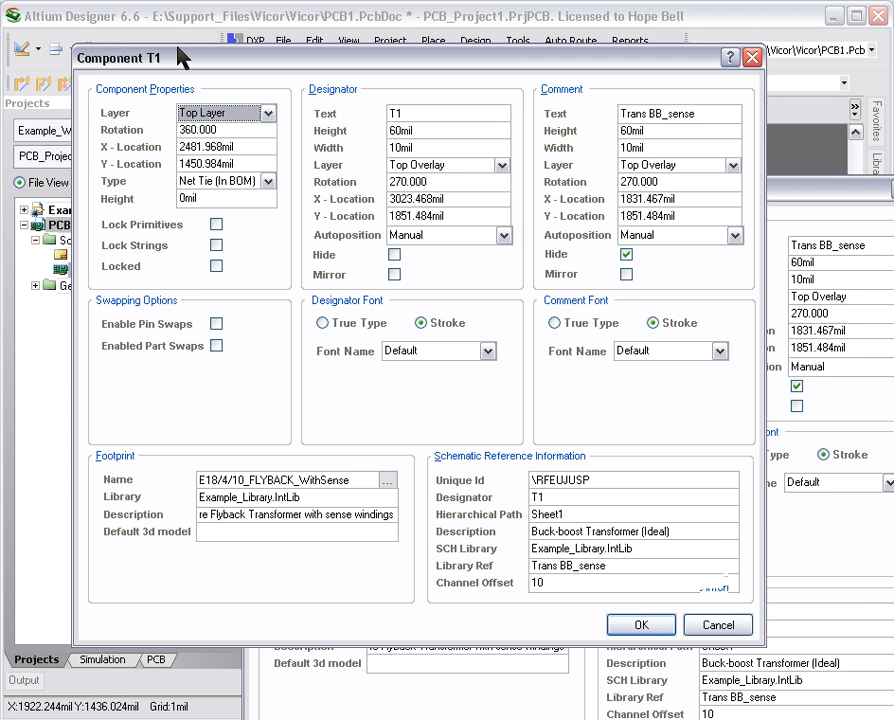 Altium Designer 6.6 - E:\Support_Files\Vicor\Vicor\PCB1.PcbDoc * - PCB_Project1.PrjPCB. Licensed to Hope Bell
DXP File Edit View Project Place Design Tools Auto Route Reports
Vicor\PCB1.Pcb
Projects
Example_W
PCB_Projec
File View
Exar
PCB
So
Ge
Favorites
Component T1
Component Properties
Layer Top Layer
Rotation 360.000
X - Location 2481.968mil
Y - Location 1450.984mil
Type Net Tie (In BOM)
Height 0mil
Lock Primitives
Lock Strings
Locked
Designator
Text T1
Height 60mil
Width 10mil
Layer Top Overlay
Rotation 270.000
X - Location 3023.468mil
Y - Location 1851.484mil
Autoposition Manual
Hide
Mirror
Comment
Text Trans BB_sense
Height 60mil
Width 10mil
Layer Top Overlay
Rotation 270.000
X - Location 1831.467mil
Y - Location 1851.484mil
Autoposition Manual
Hide
Mirror
Swapping Options
Enable Pin Swaps
Enabled Part Swaps
Designator Font
True Type Stroke
Font Name Default
Comment Font
True Type Stroke
Font Name Default
Footprint
Name E18/4/10_FLYBACK_WithSense ...
Library Example_Library.IntLib
Description re Flyback Transformer with sense windings
Default 3d model
Schematic Reference Information
Unique Id \RFEUJUSP
Designator T1
Hierarchical Path Sheet1
Description Buck-boost Transformer (Ideal)
SCH Library Example_Library.IntLib
Library Ref Trans BB_sense
Channel Offset 10
OK Cancel
Trans BB_sense
60mil
10mil
Top Overlay
270.000
on 1831.467mil
on 1851.484mil
ion Manual
ont
ype Stroke
me Default
Default 3d model
Description Buck-boost Transformer (Ideal)
SCH Library Example_Library.IntLib
Library Ref Trans BB_sense
Channel Offset 10
Projects Simulation PCB
Output
X:1922.244mil Y:1436.024mil Grid:1mil